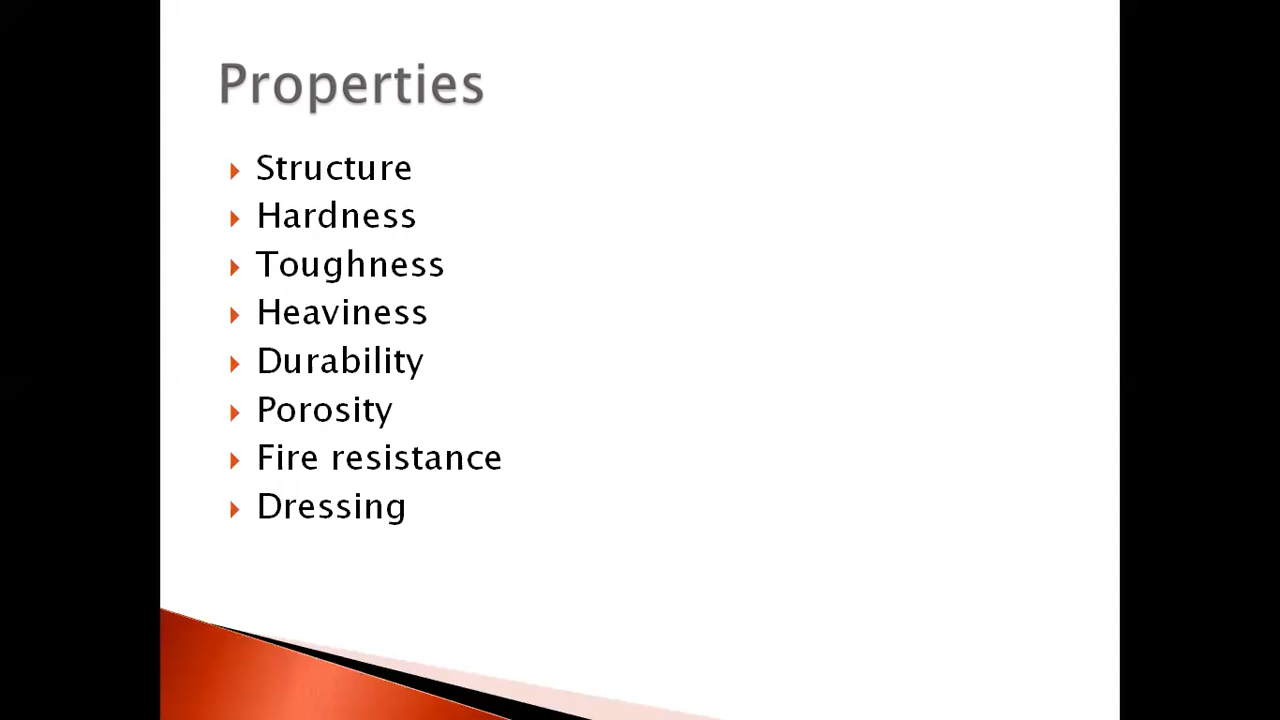 Properties
Structure
Hardness
Toughness
Heaviness
Durability
Porosity
Fire resistance
Dressing